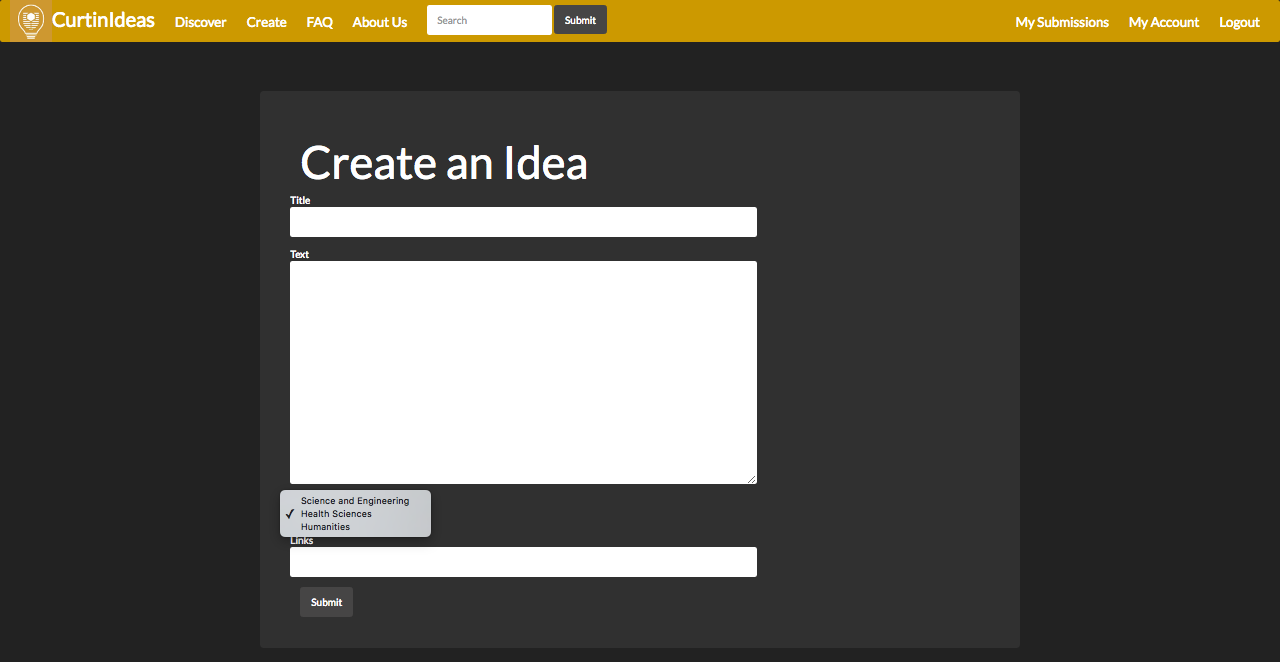 CurtinIdeas Discover Create FAQ About Us Search Submit My Submissions My Account Logout
Create an Idea
Title
Text
Science and Engineering
✓ Health Sciences
Humanities
Links
Submit